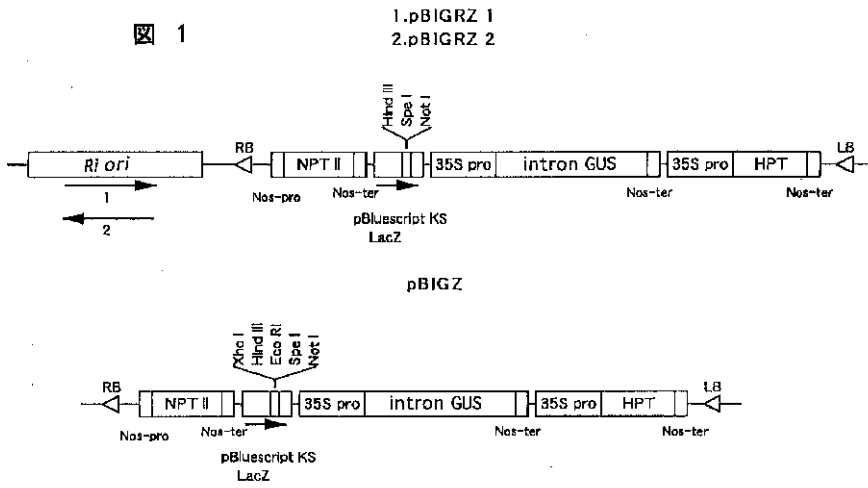 図 1
1.pBIGRZ 1
2.pBIGRZ 2
Hind III
Spe I
Not I
RB
LB
Ri ori
NPT II
35S pro
intron GUS
35S pro
HPT
1
2
Nos-pro
Nos-ter
Nos-ter
Nos-ter
pBluescript KS
LacZ
pBIGZ
Xho I
Hind III
Eco RI
Spe I
Not I
RB
LB
NPT II
35S pro
intron GUS
35S pro
HPT
Nos-pro
Nos-ter
Nos-ter
Nos-ter
pBluescript KS
LacZ